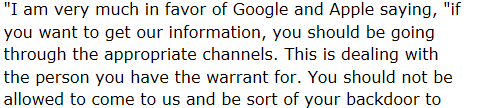 "I am very much in favor of Google and Apple saying, "if
you want to get our information, you should be going
through the appropriate channels. This is dealing with
the person you have the warrant for. You should not be
allowed to come to us and be sort of your backdoor to